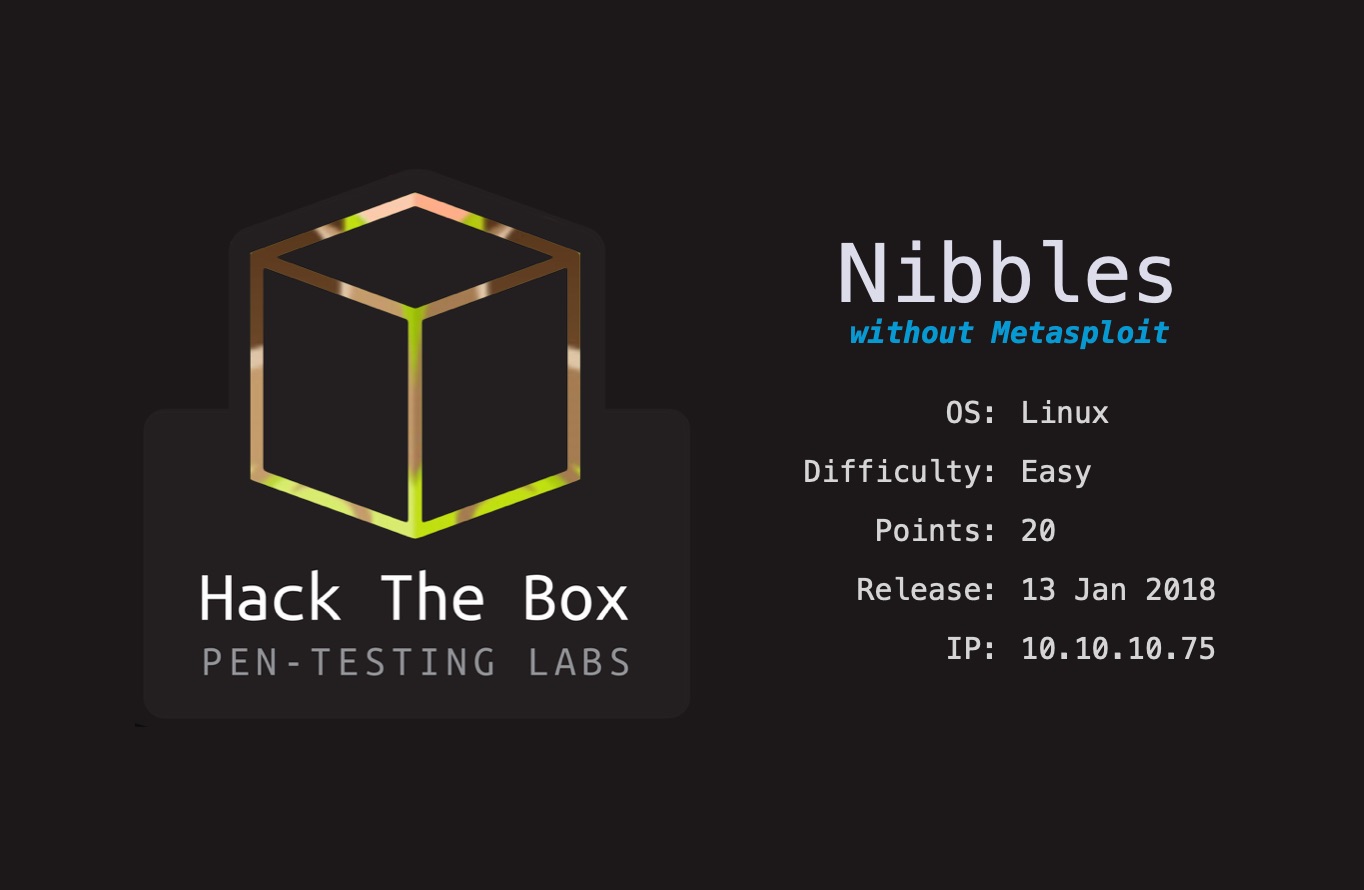 Hack The Box
PEN-TESTING LABS
Nibbles
without Metasploit
OS: Linux
Difficulty: Easy
Points: 20
Release: 13 Jan 2018
IP: 10.10.10.75